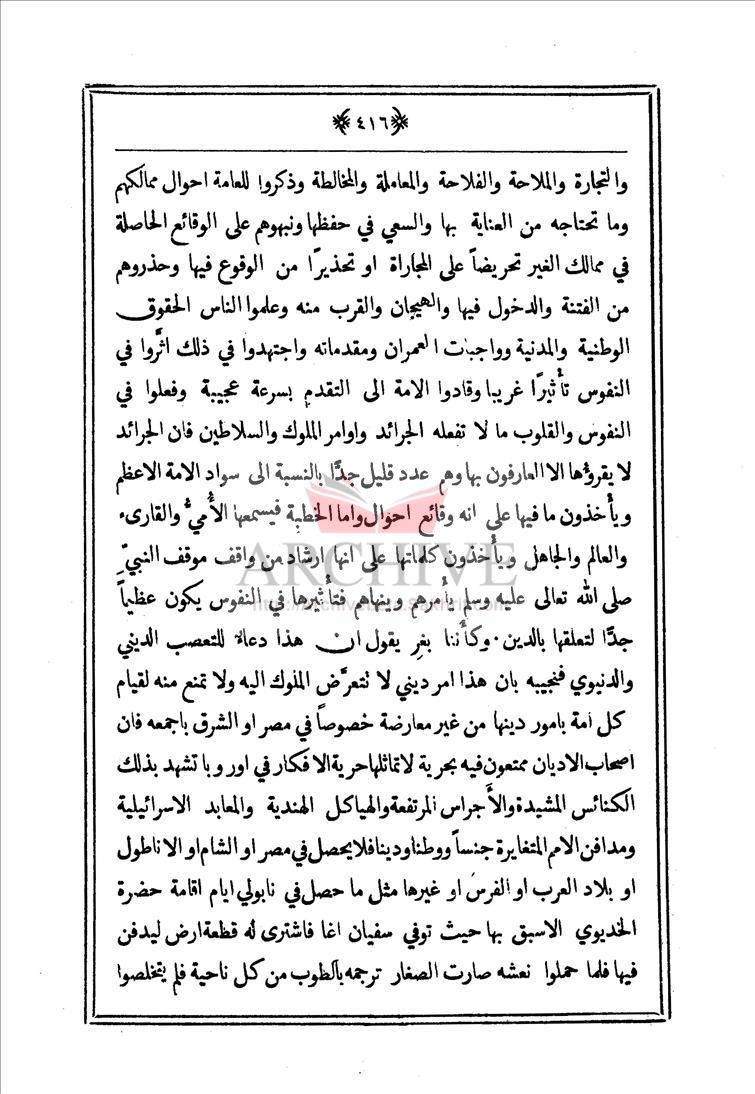 ﴿٤١٦﴾
والتجارة والملاحة والفلاحة والمعاملة والمخالطة وذكروا للعامة احوال ممالكهم
وما تحتاجه من العناية بها والسعي في حفظها ونبهوهم على الوقائع الحاصلة
في ممالك الغير تحريضاً على المجاراة او تحذيرًا من الوقوع فيها وحذروهم
من الفتنة والدخول فيها والهيجان والقرب منه وعلموا الناس الحقوق
الوطنية والمدنية وواجبات العمران ومقدماته واجتهدوا في ذلك اثّروا في
النفوس تأثيرًا غريبا وقادوا الامة الى التقدم بسرعة عجيبة وفعلوا في
النفوس والقلوب ما لا تفعله الجرائد واوامر الملوك والسلاطين فان الجرائد
لا يقرؤها الا العارفون بها وهم عدد قليل جدًّا بالنسبة الى سواد الامة الاعظم
ويأخذون ما فيها على انه وقائع احوال واما الخطبة فيسمعها الأميُّ والقارىء
والعالم والجاهل ويأخذون كلماتها على انها ارشاد من واقف موقف النبيّ
ARCHIVE
صلى الله تعالى عليه وسلم يأمرهم وينهاهم فتأثيرها في النفوس يكون عظيماً
جدًّا لتعلقها بالدين. وكأننا بغرٍ يقول ان هذا دعاء للتعصب الديني
والدنيوي فنجيبه بان هذا امر ديني لا تتعرَّض الملوك اليه ولا تمنع منه لقيام
كل امة بامور دينها من غير معارضة خصوصاً في مصر او الشرق باجمعه فان
اصحاب الاديان ممتعون فيه بحرية لا تماثلها حرية الافكار في اوروبا تشهد بذلك
الكنائس المشيدة والأجراس المرتفعة والهياكل الهندية والمعابد الاسرائيلية
ومدافن الامم المتغايرة جنساً ووطنا ودينا فلا يحصل في مصر او الشام او الاناطول
او بلاد العرب او الفرس او غيرها مثل ما حصل في نابولي ايام اقامة حضرة
الخديوي الاسبق بها حيث توفي سفيان اغا فاشترى له قطعة ارض ليدفن
فيها فلما حملوا نعشه صارت الصغار ترجمه بالطوب من كل ناحية فلم يتخلصوا